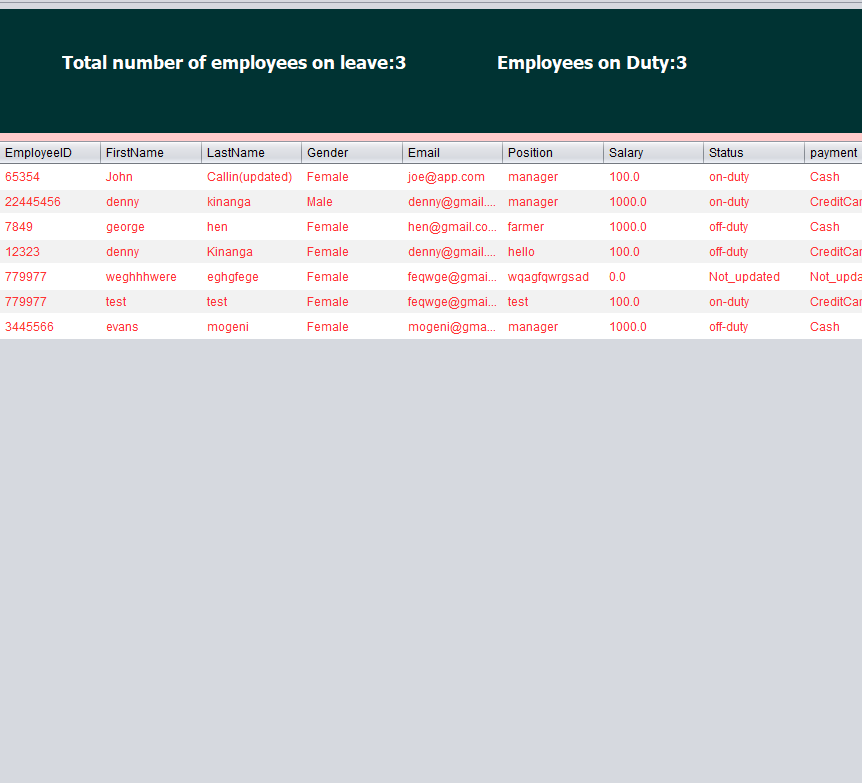 Total number of employees on leave:3 Employees on Duty:3
EmployeeID FirstName LastName Gender Email Position Salary Status payment
65354 John Callin(updated) Female joe@app.com manager 100.0 on-duty Cash
22445456 denny kinanga Male denny@gmail.... manager 1000.0 on-duty CreditCar
7849 george hen Female hen@gmail.co... farmer 1000.0 off-duty Cash
12323 denny Kinanga Female denny@gmail.... hello 100.0 off-duty CreditCar
779977 weghhhwere eghgfege Female feqwge@gmai... wqagfqwrgsad 0.0 Not_updated Not_upda
779977 test test Female feqwge@gmai... test 100.0 on-duty CreditCar
3445566 evans mogeni Female mogeni@gma... manager 1000.0 off-duty Cash